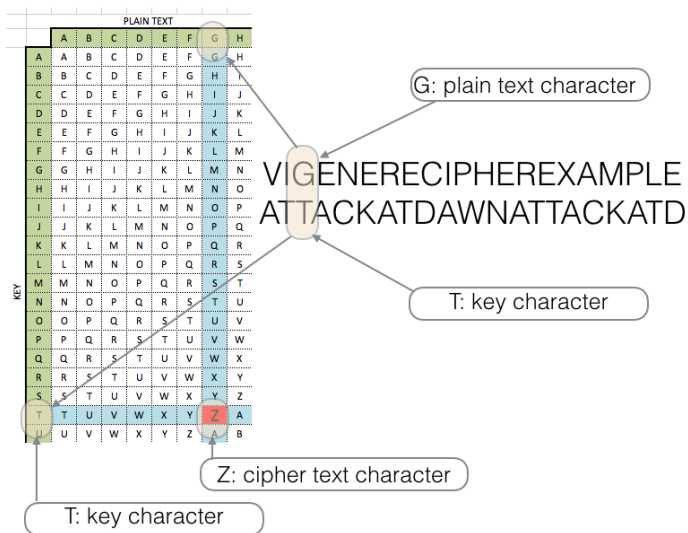 PLAIN TEXT
A B C D E F G H
A A B C D E F G H
B B C D E F G H I
C C D E F G H I J
D D E F G H I J K
E E F G H I J K L
F F G H I J K L M
G G H I J K L M N
H H I J K L M N O
I I J K L M N O P
J J K L M N O P Q
K K L M N O P Q R
L L M N O P Q R S
M M N O P Q R S T
N N O P Q R S T U
O O P Q R S T U V
P P Q R S T U V W
Q Q R S T U V W X
R R S T U V W X Y
S S T U V W X Y Z
T T U V W X Y Z A
U U V W X Y Z A B
KEY
G: plain text character
VIGENERECIPHEREXAMPLE
ATTACKATDAWNATTACKATD
T: key character
Z: cipher text character
T: key character